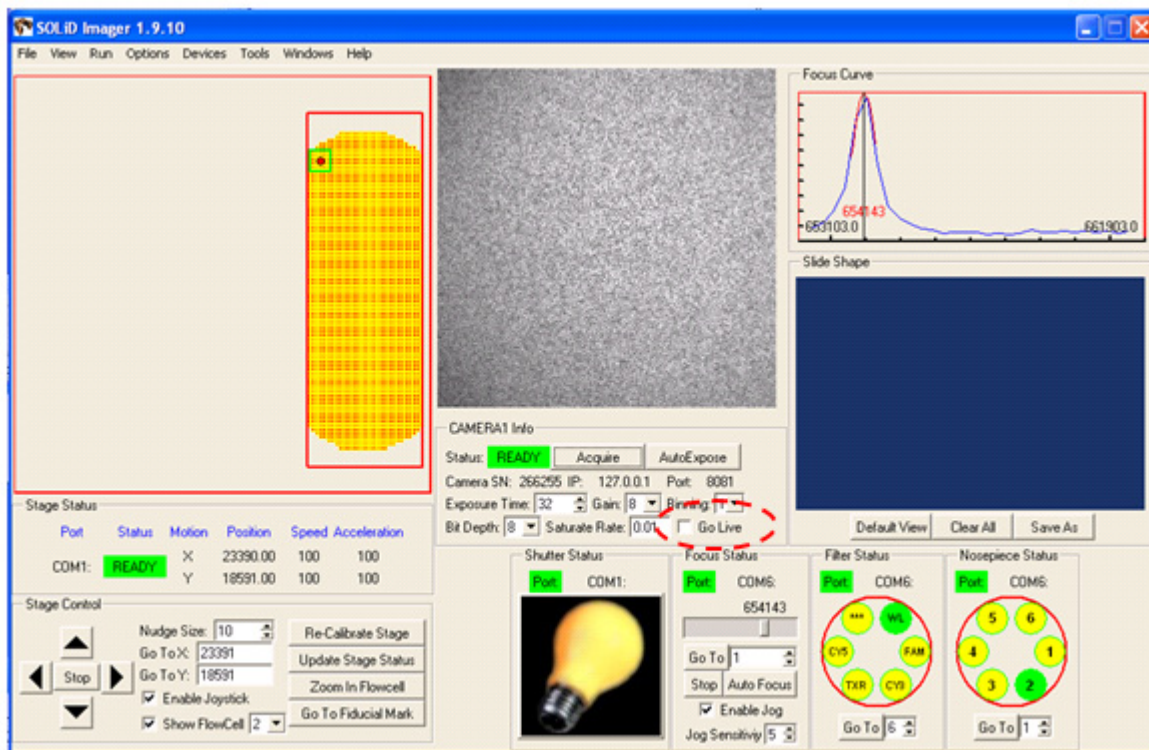 SOLiD Imager 1.9.10
File View Run Options Devices Tools Windows Help
Focus Curve
654143
653103.0 661903.0
Slide Shape
Default View Clear All Save As
CAMERA1 Info
Status: READY Acquire AutoExpose
Camera SN: 266255 IP: 127.0.0.1 Port: 8081
Exposure Time: 32 Gain: 8 Binning: 1
Bit Depth: 8 Saturate Rate: 0.01 Go Live
Stage Status
Port Status Motion Position Speed Acceleration
COM1: READY
X 23390.00 100 100
Y 18591.00 100 100
Stage Control
Nudge Size: 10
Go To X: 23391
Go To Y: 18591
Enable Joystick
Show FlowCell 2
Stop
Re-Calibrate Stage
Update Stage Status
Zoom In Flowcell
Go To Fiducial Mark
Shutter Status
Port: COM1:
Focus Status
Port: COM6:
654143
Go To 1
Stop Auto Focus
Enable Jog
Jog Sensitiviy 5
Filter Status
Port: COM6:
*** WL
CY5 FAM
TXR CY3
Go To 6
Nosepiece Status
Port: COM6:
5 6
4 1
3 2
Go To 1